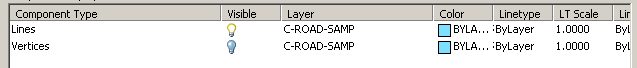 Component Type Visible Layer Color Linetype LT Scale Lin
Lines C-ROAD-SAMP BYLA... ByLayer 1.0000 ByL
Vertices C-ROAD-SAMP BYLA... ByLayer 1.0000 ByL